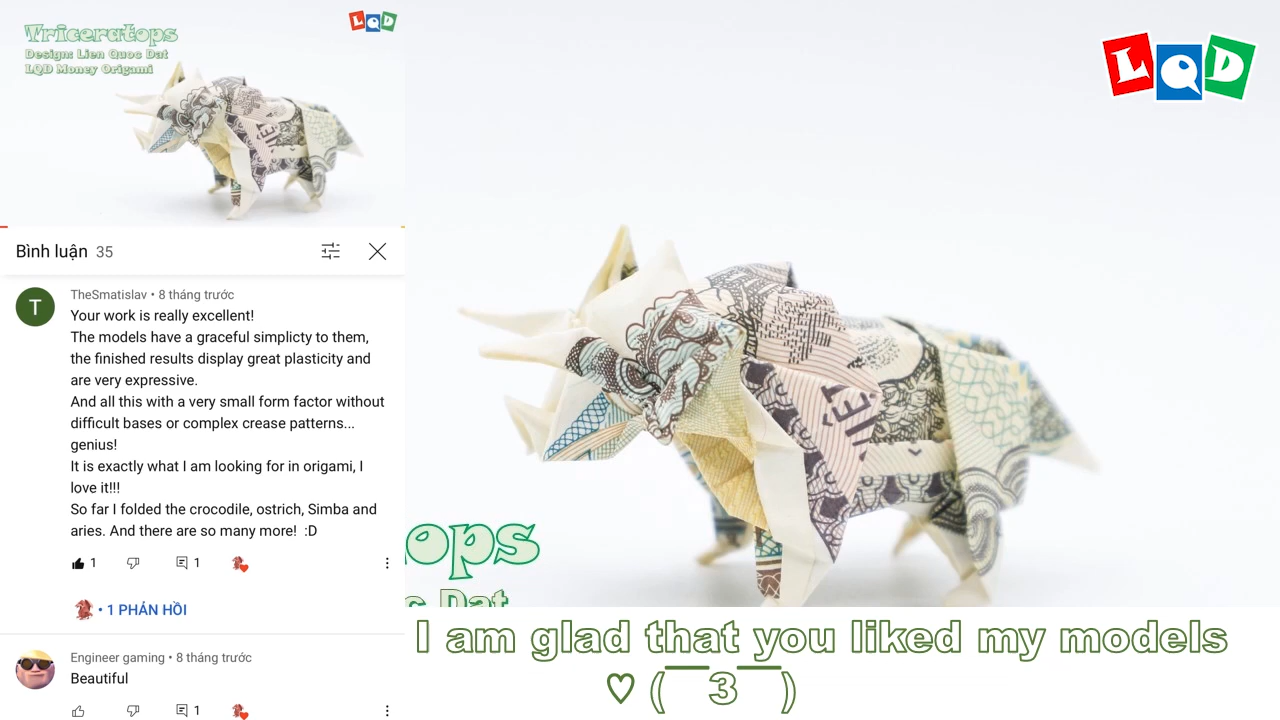 Triceratops
Design: Lien Quoc Dat
LQD Money Origami
LQD
LQD
Bình luận 35
T
TheSmatislav • 8 tháng trước
Your work is really excellent!
The models have a graceful simplicty to them,
the finished results display great plasticity and
are very expressive.
And all this with a very small form factor without
difficult bases or complex crease patterns...
genius!
It is exactly what I am looking for in origami, I
love it!!!
So far I folded the crocodile, ostrich, Simba and
aries. And there are so many more! :D
1 1
• 1 PHẢN HỒI
Engineer gaming • 8 tháng trước
Beautiful
1
IỆT
ops
c Dat
I am glad that you liked my models
♡ (￣3￣)